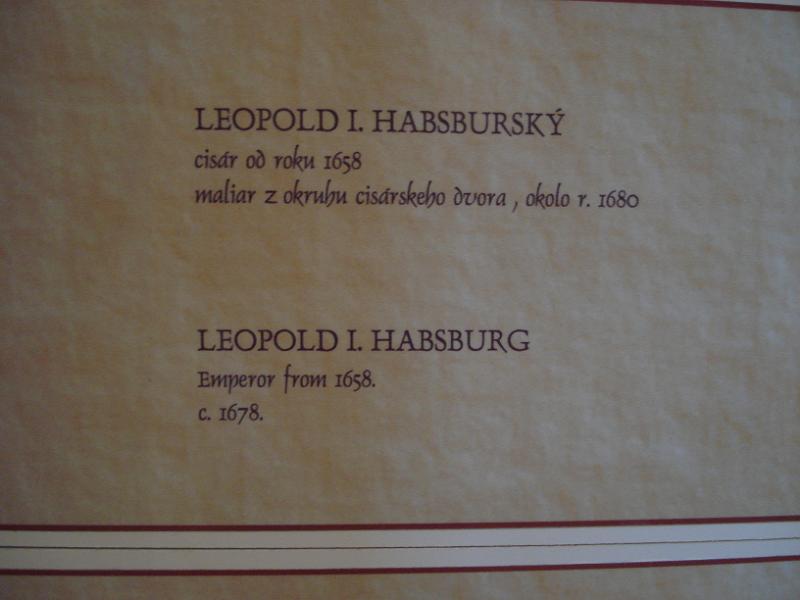 LEOPOLD I. HABSBURSKÝ
cisár od roku 1658
maliar z okruhu cisárskeho dvora , okolo r. 1680
LEOPOLD I. HABSBURG
Emperor from 1658.
c. 1678.